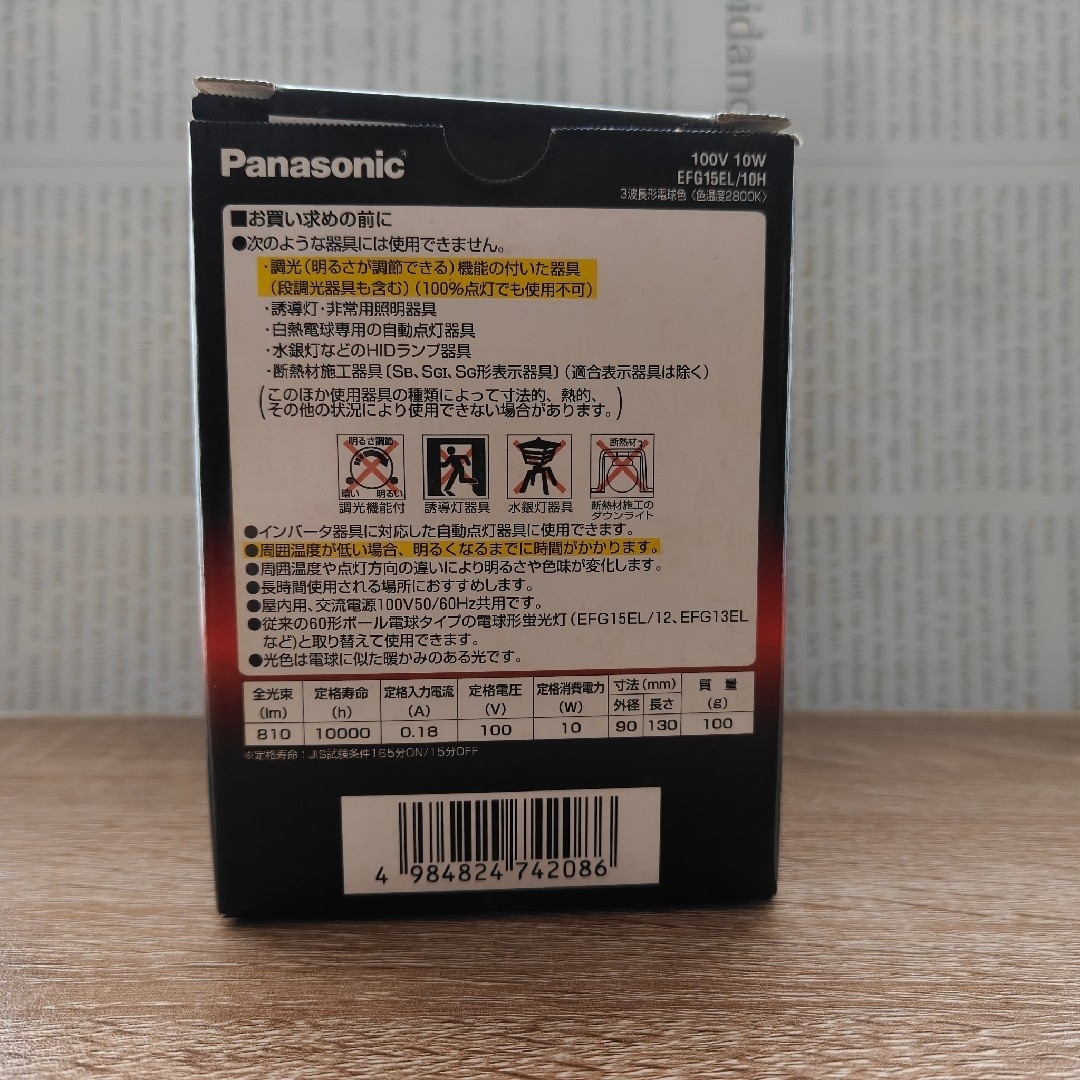 Panasonic
100V 10W
EFG15EL/10H
3波長形電球色〈色温度2800K〉
■お買い求めの前に
●次のような器具には使用できません。
・調光(明るさが調節できる)機能の付いた器具
(段調光器具も含む)(100%点灯でも使用不可)
・誘導灯・非常用照明器具
・白熱電球専用の自動点灯器具
・水銀灯などのHIDランプ器具
・断熱材施工器具〔SB、SGI、SG形表示器具〕(適合表示器具は除く)
(このほか使用器具の種類によって寸法的、熱的、
その他の状況により使用できない場合があります。)
明るさ調節
暗い 明るい
調光機能付
誘導灯器具
水銀灯器具
断熱材
断熱材施工の
ダウンライト
●インバータ器具に対応した自動点灯器具に使用できます。
●周囲温度が低い場合、明るくなるまでに時間がかかります。
●周囲温度や点灯方向の違いにより明るさや色味が変化します。
●長時間使用される場所におすすめします。
●屋内用、交流電源100V50/60Hz共用です。
●従来の60形ボール電球タイプの電球形蛍光灯(EFG15EL/12、EFG13EL
など)と取り替えて使用できます。
●光色は電球に似た暖かみのある光です。
全光束 定格寿命 定格入力電流 定格電圧 定格消費電力 寸法(mm) 質量
(lm) (h) (A) (V) (W) 外径 長さ (g)
810 10000 0.18 100 10 90 130 100
※定格寿命:JIS試験条件165分ON/15分OFF
4 984824 742086
idanc